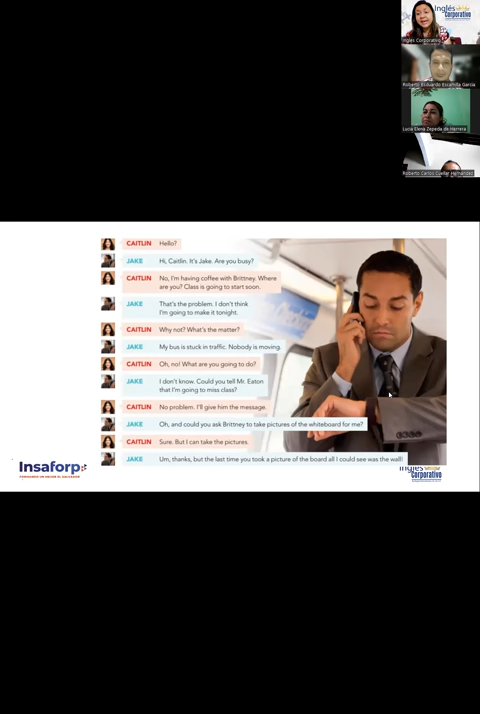 Inglés
Corporativo
Inglés Corporativo
Roberto Esduardo Escamilla Garcia
Lucia Elena Zepeda de Herrera
Roberto Carlos Cuellar Hernandez
CAITLIN Hello?
JAKE Hi, Caitlin. It's Jake. Are you busy?
CAITLIN No, I'm having coffee with Brittney. Where
are you? Class is going to start soon.
JAKE That's the problem. I don't think
I'm going to make it tonight.
CAITLIN Why not? What's the matter?
JAKE My bus is stuck in traffic. Nobody is moving.
CAITLIN Oh, no! What are you going to do?
JAKE I don't know. Could you tell Mr. Eaton
that I'm going to miss class?
CAITLIN No problem. I'll give him the message.
JAKE Oh, and could you ask Brittney to take pictures of the whiteboard for me?
CAITLIN Sure. But I can take the pictures.
JAKE Um, thanks, but the last time you took a picture of the board all I could see was the wall!
Insaforp
Inglés
Corporativo